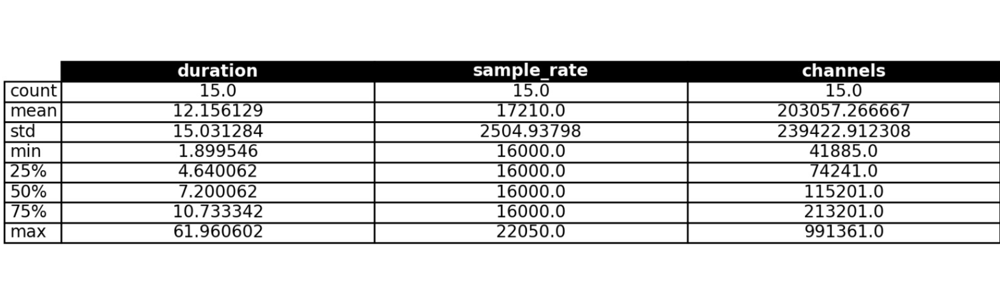 duration sample_rate channels
count 15.0 15.0 15.0
mean 12.156129 17210.0 203057.266667
std 15.031284 2504.93798 239422.912308
min 1.899546 16000.0 41885.0
25% 4.640062 16000.0 74241.0
50% 7.200062 16000.0 115201.0
75% 10.733342 16000.0 213201.0
max 61.960602 22050.0 991361.0